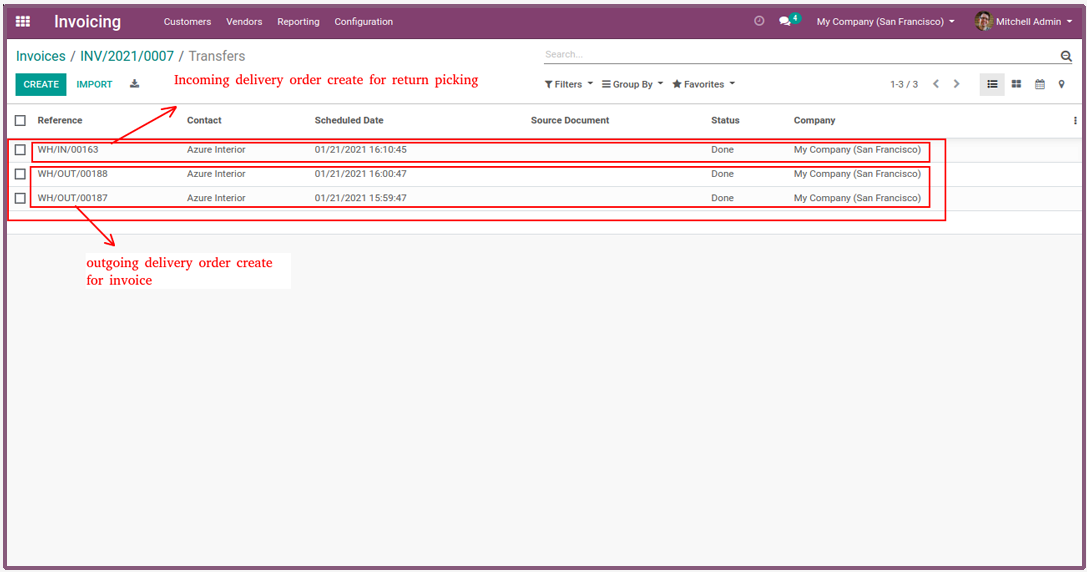 Invoicing Customers Vendors Reporting Configuration 4 My Company (San Francisco) Mitchell Admin
Invoices / INV/2021/0007 / Transfers Search...
CREATE IMPORT Incoming delivery order create for return picking Filters Group By Favorites 1-3 / 3
Reference Contact Scheduled Date Source Document Status Company
WH/IN/00163 Azure Interior 01/21/2021 16:10:45 Done My Company (San Francisco)
WH/OUT/00188 Azure Interior 01/21/2021 16:00:47 Done My Company (San Francisco)
WH/OUT/00187 Azure Interior 01/21/2021 15:59:47 Done My Company (San Francisco)
outgoing delivery order create
for invoice